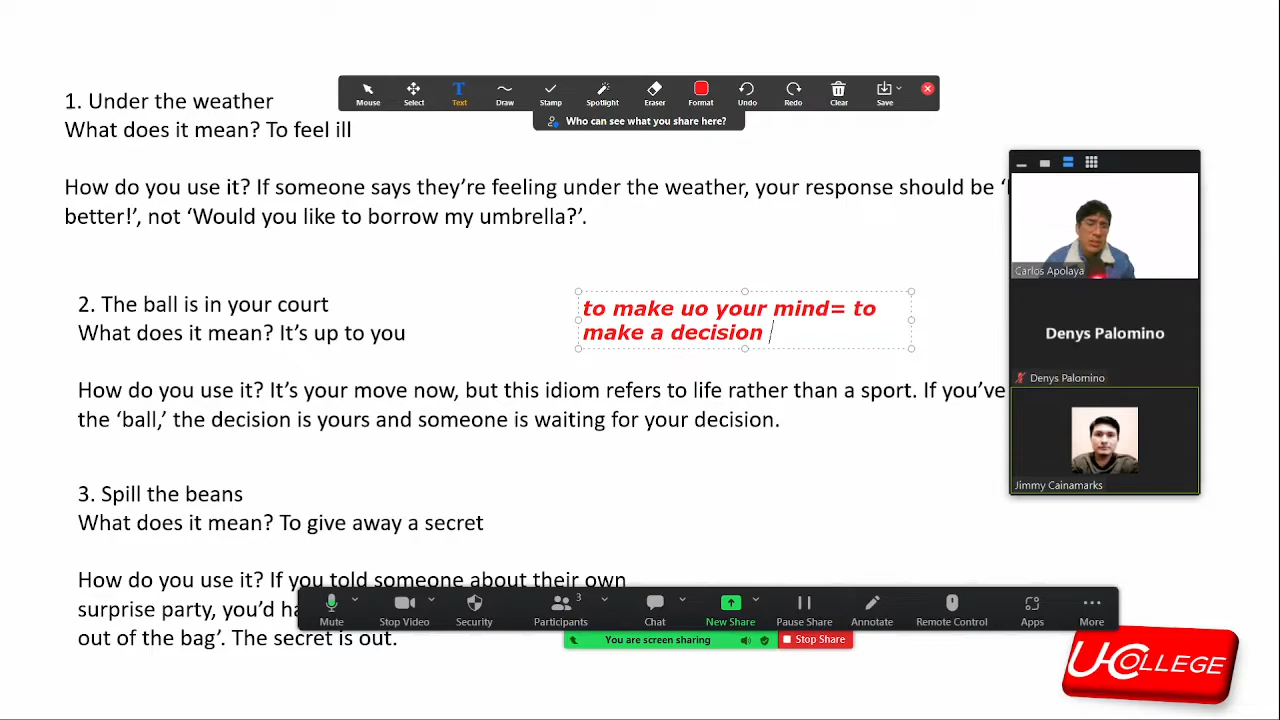 Mouse
Select
Text
Draw
Stamp
Spotlight
Eraser
Format
Undo
Redo
Clear
Save
Who can see what you share here?
1. Under the weather
What does it mean? To feel ill
How do you use it? If someone says they’re feeling under the weather, your response should be ‘
better!’, not ‘Would you like to borrow my umbrella?’.
Carlos Apolaya
2. The ball is in your court
What does it mean? It’s up to you
to make uo your mind= to
make a decision
Denys Palomino
Denys Palomino
How do you use it? It’s your move now, but this idiom refers to life rather than a sport. If you’ve
the ‘ball,’ the decision is yours and someone is waiting for your decision.
Jimmy Cainamarks
3. Spill the beans
What does it mean? To give away a secret
How do you use it? If you told someone about their own
surprise party, you’d
out of the bag’. The secret is out.
Mute
Stop Video
Security
Participants
3
Chat
New Share
Pause Share
Annotate
Remote Control
Apps
More
You are screen sharing
Stop Share
U-COLLEGE